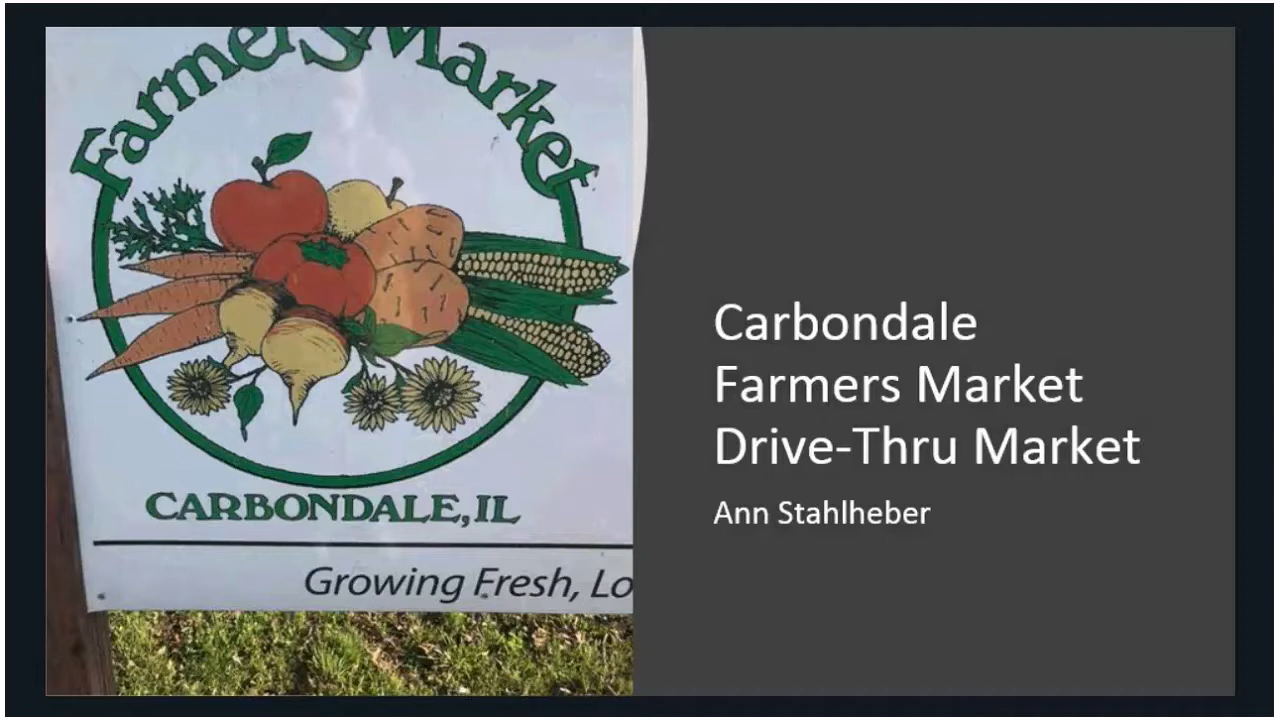 Farmers Market
CARBONDALE, IL
Growing Fresh, Lo
Carbondale
Farmers Market
Drive-Thru Market
Ann Stahlheber